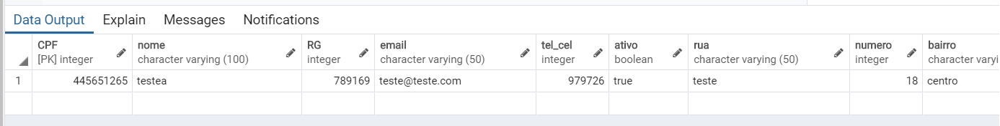 Data Output Explain Messages Notifications
CPF nome RG email tel_cel ativo rua numero bairro
[PK] integer character varying (100) integer character varying (50) integer boolean character varying (50) integer character varyi
1 445651265 testea 789169 teste@teste.com 979726 true teste 18 centro